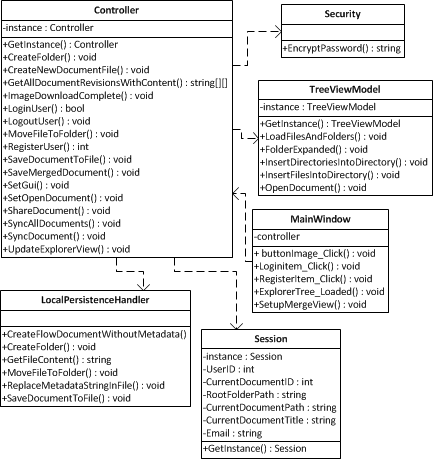 Controller
-instance : Controller
+GetInstance() : Controller
+CreateFolder() : void
+CreateNewDocumentFile() : void
+GetAllDocumentRevisionsWithContent() : string[][]
+ImageDownloadComplete() : void
+LoginUser() : bool
+LogoutUser() : void
+MoveFileToFolder() : void
+RegisterUser() : int
+SaveDocumentToFile() : void
+SaveMergedDocument() : void
+SetGui() : void
+SetOpenDocument() : void
+ShareDocument() : void
+SyncAllDocuments() : void
+SyncDocument() : void
+UpdateExplorerView() : void
Security
+EncryptPassword() : string
TreeViewModel
-instance : TreeViewModel
+GetInstance() : TreeViewModel
+LoadFilesAndFolders() : void
+FolderExpanded() : void
+InsertDirectoriesIntoDirectory() : void
+InsertFilesIntoDirectory() : void
+OpenDocument() : void
MainWindow
-controller
+ buttonImage_Click() : void
+Loginitem_Click() : void
+RegisterItem_Click() : void
+ExplorerTree_Loaded() : void
+SetupMergeView() : void
LocalPersistenceHandler
+CreateFlowDocumentWithoutMetadata()
+CreateFolder() : void
+GetFileContent() : string
+MoveFileToFolder() : void
+ReplaceMetadataStringInFile() : void
+SaveDocumentToFile() : void
Session
-instance : Session
-UserID : int
-CurrentDocumentID : int
-RootFolderPath : string
-CurrentDocumentPath : string
-CurrentDocumentTitle : string
-Email : string
+GetInstance() : Session